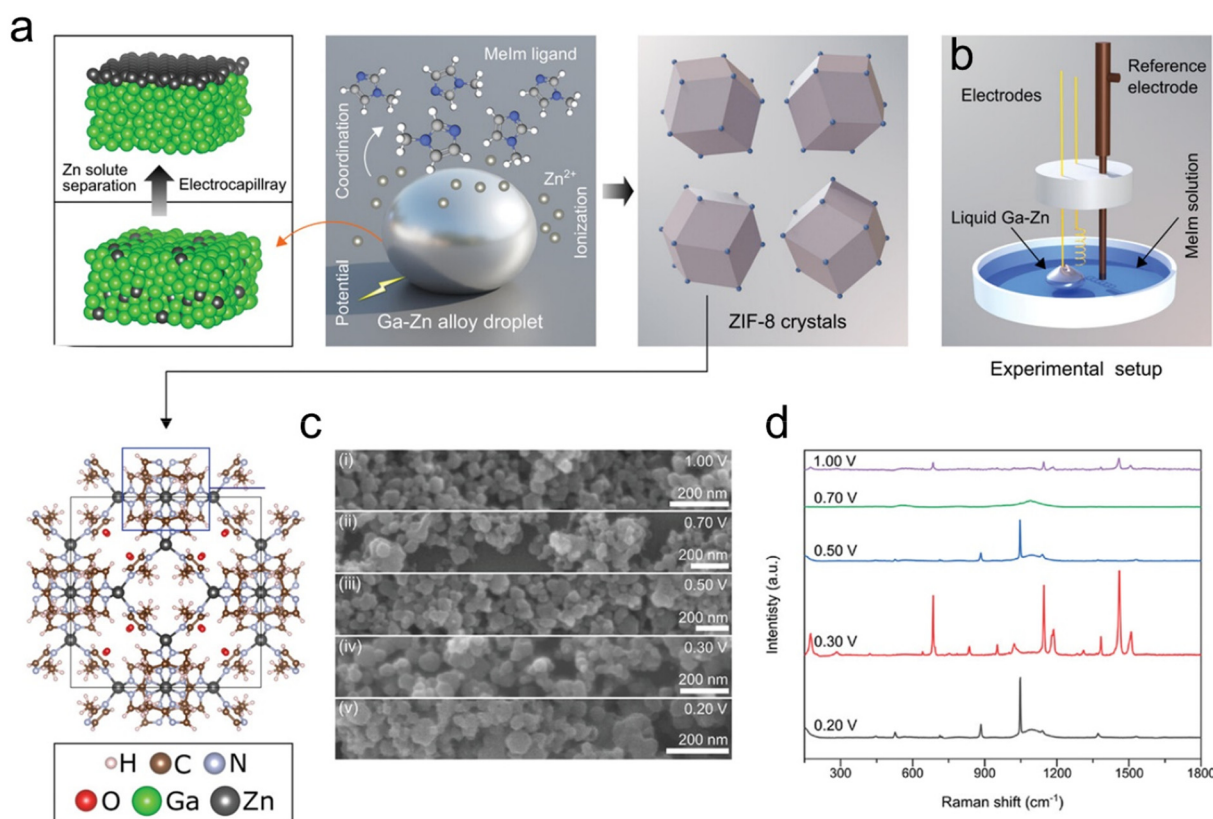 a
Zn solute
separation
Electrocapillray
Coordination
MeIm ligand
Zn²⁺
Ionization
Potential
Ga-Zn alloy droplet
ZIF-8 crystals
b
Electrodes
Reference
electrode
Liquid Ga-Zn
MeIm solution
Experimental setup
H C N
O Ga Zn
c
(i) 1.00 V
200 nm
(ii) 0.70 V
200 nm
(iii) 0.50 V
200 nm
(iv) 0.30 V
200 nm
(v) 0.20 V
200 nm
d
Intentisty (a.u.)
1.00 V
0.70 V
0.50 V
0.30 V
0.20 V
300 600 900 1200 1500 1800
Raman shift (cm⁻¹)